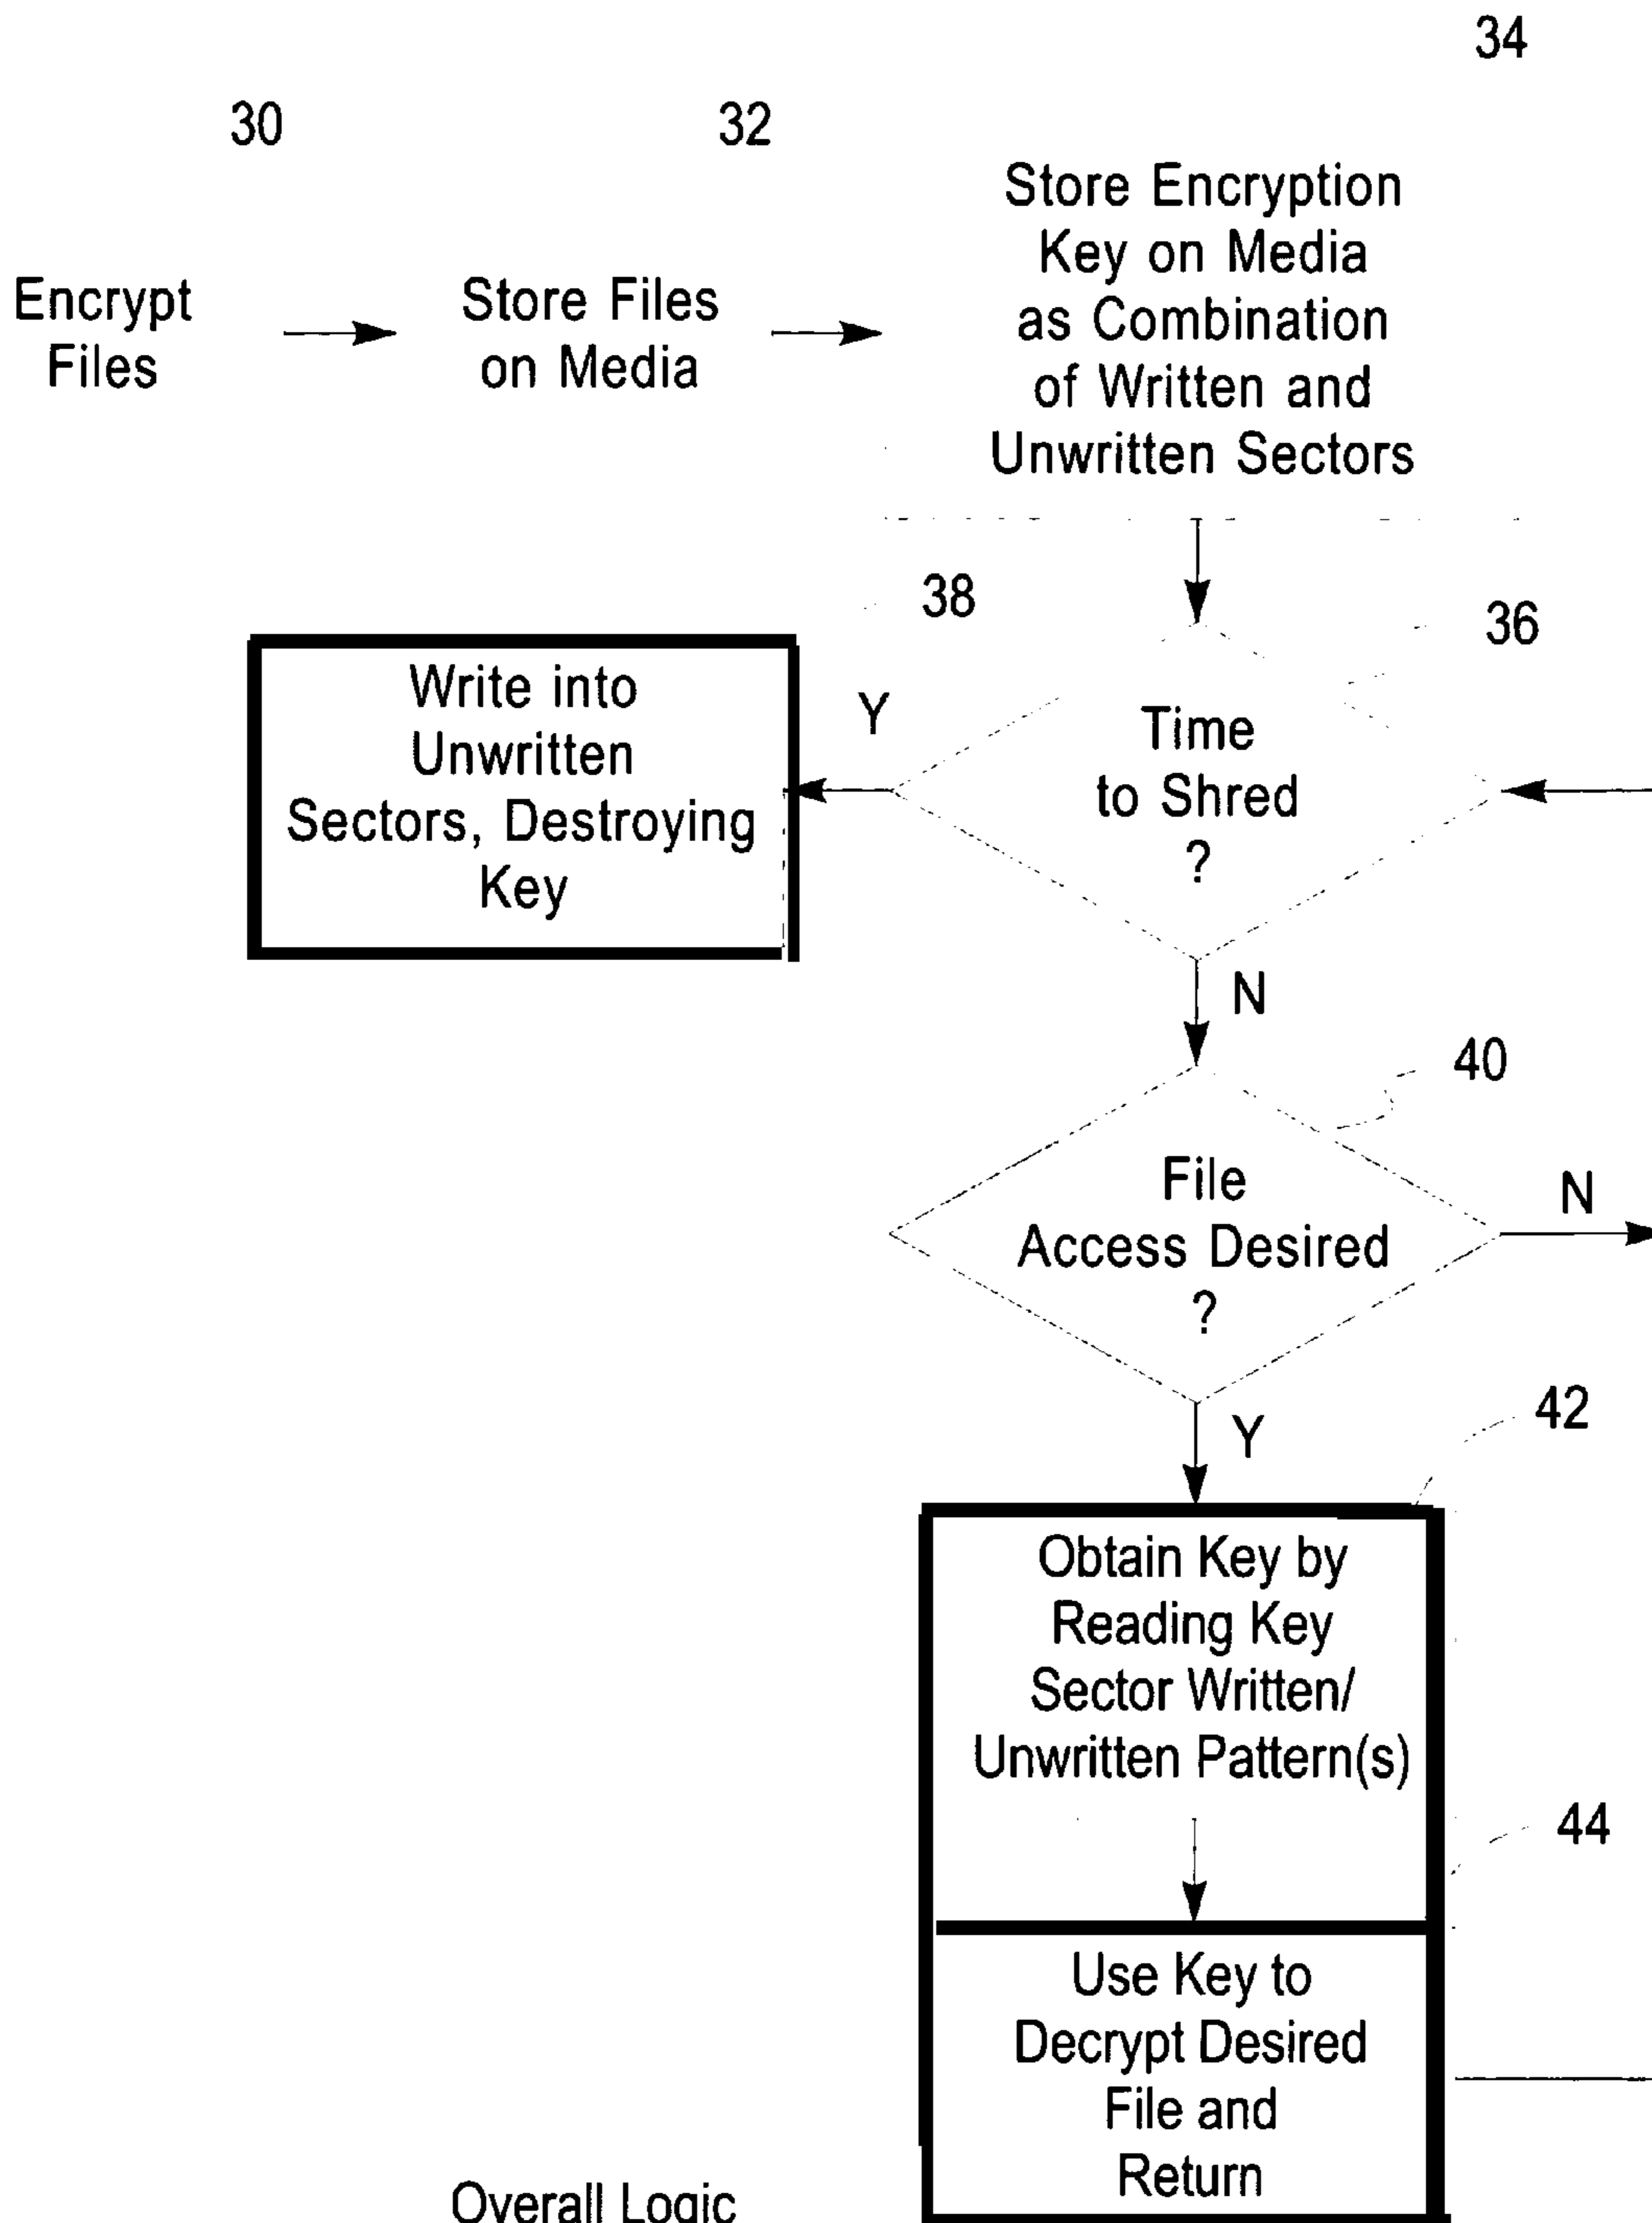 34
30
32
Store Encryption
Key on Media
as Combination
of Written and
Unwritten Sectors
Encrypt
Files
Store Files
on Media
38
36
Write into
Unwritten
Sectors, Destroying
Key
Y
Time
to Shred
?
N
40
File
Access Desired
?
N
Y
42
Obtain Key by
Reading Key
Sector Written/
Unwritten Pattern(s)
44
Use Key to
Decrypt Desired
File and
Return
Overall Logic